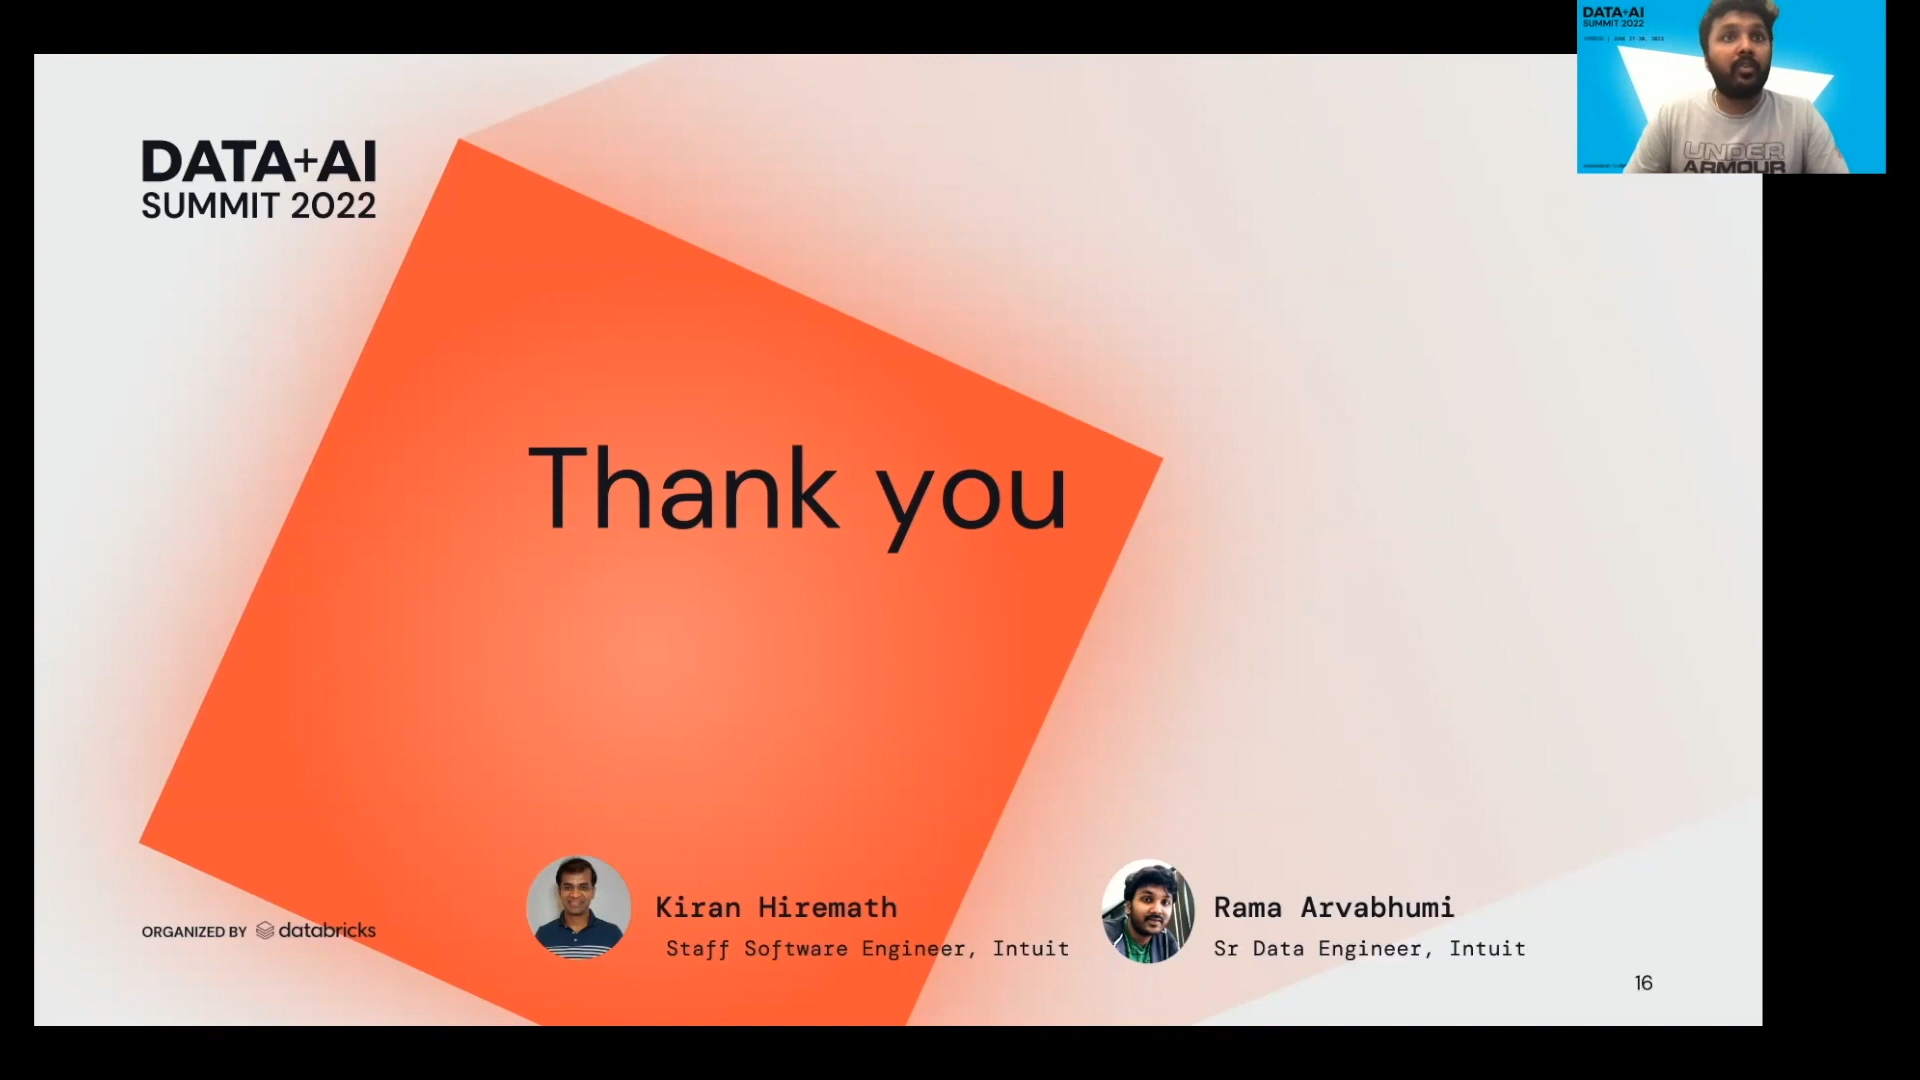 DATA+AI
SUMMIT 2022
Thank you
Kiran Hiremath
Staff Software Engineer, Intuit
Rama Arvabhumi
Sr Data Engineer, Intuit
ORGANIZED BY databricks
16
DATA+AI
SUMMIT 2022
UNDER
ARMOUR